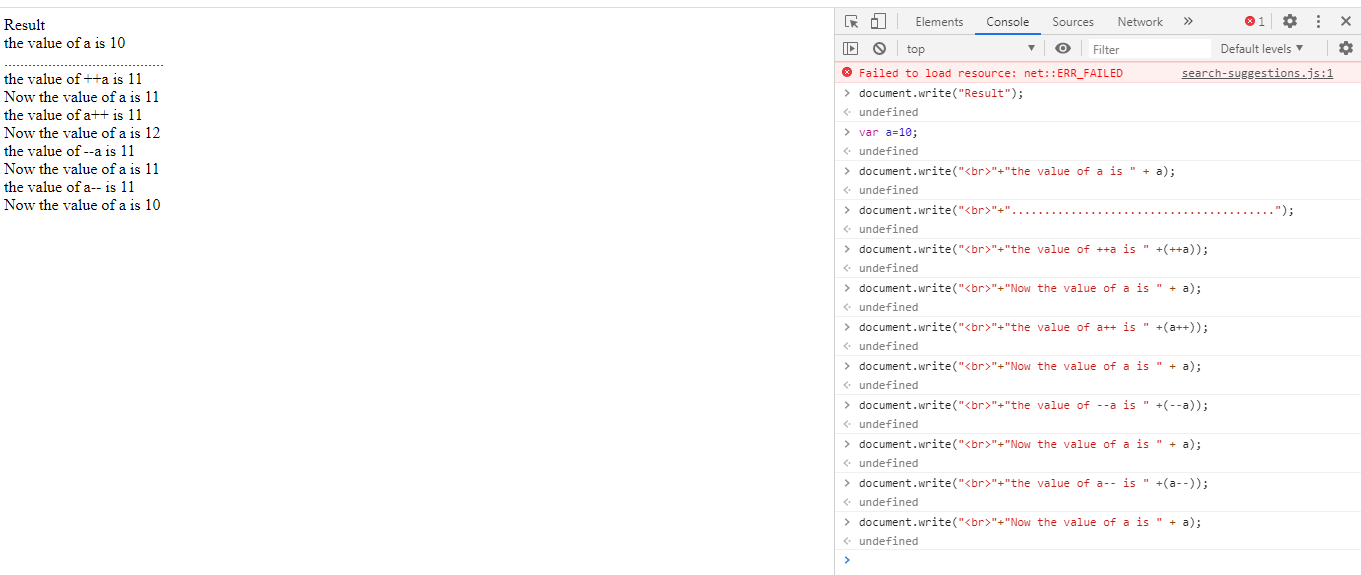 Result
the value of a is 10
.......................................
the value of ++a is 11
Now the value of a is 11
the value of a++ is 11
Now the value of a is 12
the value of --a is 11
Now the value of a is 11
the value of a-- is 11
Now the value of a is 10
Elements Console Sources Network » 1
top ▼ Filter Default levels ▼
Failed to load resource: net::ERR_FAILED search-suggestions.js:1
> document.write("Result");
undefined
> var a=10;
undefined
> document.write("<br>"+"the value of a is " + a);
undefined
> document.write("<br>"+"........................................");
undefined
> document.write("<br>"+"the value of ++a is " +(++a));
undefined
> document.write("<br>"+"Now the value of a is " + a);
undefined
> document.write("<br>"+"the value of a++ is " +(a++));
undefined
> document.write("<br>"+"Now the value of a is " + a);
undefined
> document.write("<br>"+"the value of --a is " +(--a));
undefined
> document.write("<br>"+"Now the value of a is " + a);
undefined
> document.write("<br>"+"the value of a-- is " +(a--));
undefined
> document.write("<br>"+"Now the value of a is " + a);
undefined
>